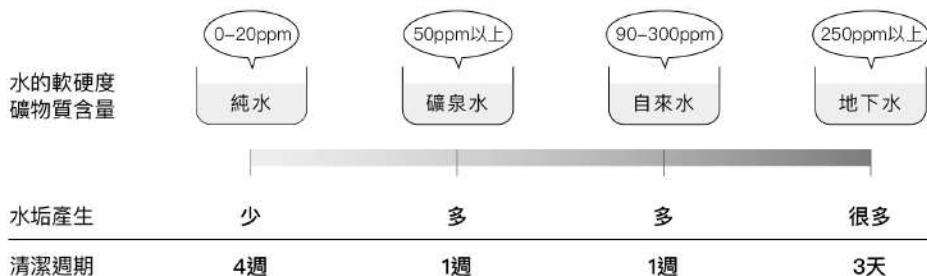 0–20ppm 50ppm以上 90–300ppm 250ppm以上
水的軟硬度
礦物質含量
純水 礦泉水 自來水 地下水
水垢產生 少 多 多 很多
清潔週期 4週 1週 1週 3天